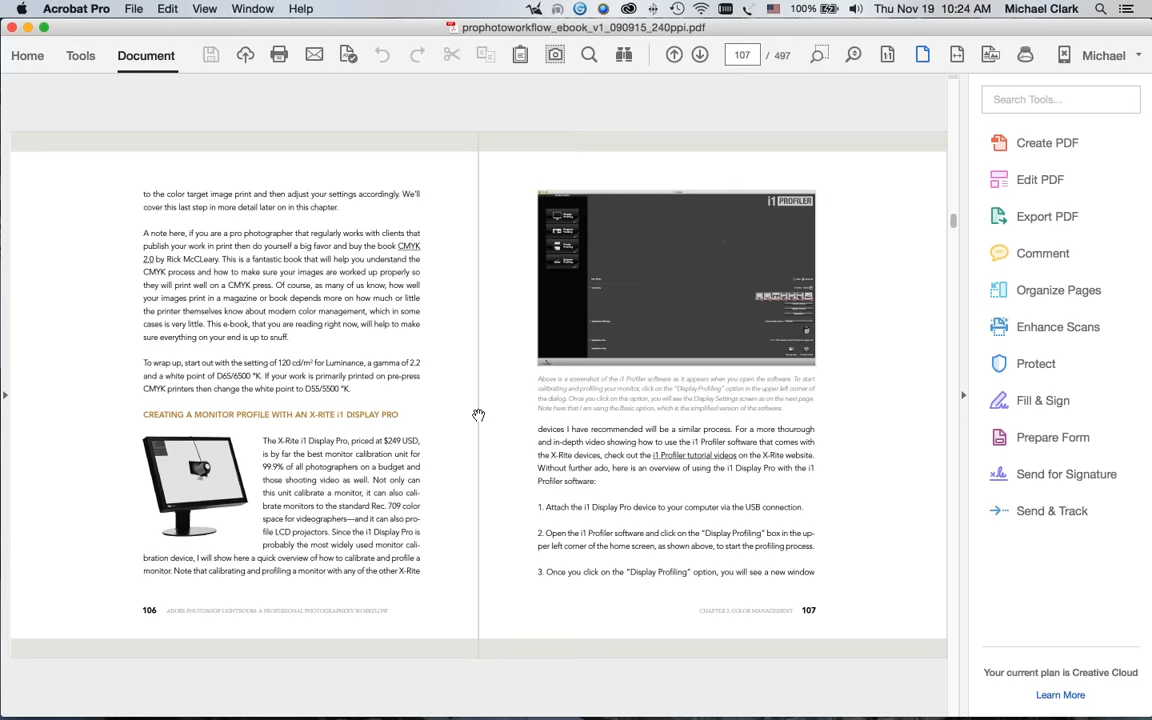 Acrobat Pro File Edit View Window Help 100% Thu Nov 19 10:24 AM Michael Clark
prophotoworkflow_ebook_v1_090915_240ppi.pdf
Home Tools Document 107 / 497 Michael
to the color target image print and then adjust your settings accordingly. We'll
cover this last step in more detail later on in this chapter.
A note here, if you are a pro photographer that regularly works with clients that
publish your work in print then do yourself a big favor and buy the book CMYK
2.0 by Rick McCLeary. This is a fantastic book that will help you understand the
CMYK process and how to make sure your images are worked up properly so
they will print well on a CMYK press. Of course, as many of us know, how well
your images print in a magazine or book depends more on how much or little
the printer themselves know about modern color management, which in some
cases is very little. This e-book, that you are reading right now, will help to make
sure everything on your end is up to snuff.
To wrap up, start out with the setting of 120 cd/m² for Luminance, a gamma of 2.2
and a white point of D65/6500 °K. If your work is primarily printed on pre-press
CMYK printers then change the white point to D55/5500 °K.
CREATING A MONITOR PROFILE WITH AN X-RITE i1 DISPLAY PRO
The X-Rite i1 Display Pro, priced at $249 USD,
is by far the best monitor calibration unit for
99.9% of all photographers on a budget and
those shooting video as well. Not only can
this unit calibrate a monitor, it can also cali-
brate monitors to the standard Rec. 709 color
space for videographers—and it can also pro-
file LCD projectors. Since the i1 Display Pro is
probably the most widely used monitor cali-
bration device, I will show here a quick overview of how to calibrate and profile a
monitor. Note that calibrating and profiling a monitor with any of the other X-Rite
106 ADOBE PHOTOSHOP LIGHTROOM: A PROFESSIONAL PHOTOGRAPHER'S WORKFLOW
i1 PROFILER
Above is a screenshot of the i1 Profiler software as it appears when you open the software. To start
calibrating and profiling your monitor, click on the "Display Profiling" option in the upper left corner of
the dialog. Once you click on this option, you will see the Display Settings screen as on the next page.
Note here that I am using the Basic option, which is the simplified version of the software.
devices I have recommended will be a similar process. For a more thourough
and in-depth video showing how to use the i1 Profiler software that comes with
the X-Rite devices, check out the i1 Profiler tutorial videos on the X-Rite website.
Without further ado, here is an overview of using the i1 Display Pro with the i1
Profiler software:
1. Attach the i1 Display Pro device to your computer via the USB connection.
2. Open the i1 Profiler software and click on the "Display Profiling" box in the up-
per left corner of the home screen, as shown above, to start the profiling process.
3. Once you click on the "Display Profiling" option, you will see a new window
CHAPTER 2: COLOR MANAGEMENT 107
Search Tools...
Create PDF
Edit PDF
Export PDF
Comment
Organize Pages
Enhance Scans
Protect
Fill & Sign
Prepare Form
Send for Signature
Send & Track
Your current plan is Creative Cloud
Learn More